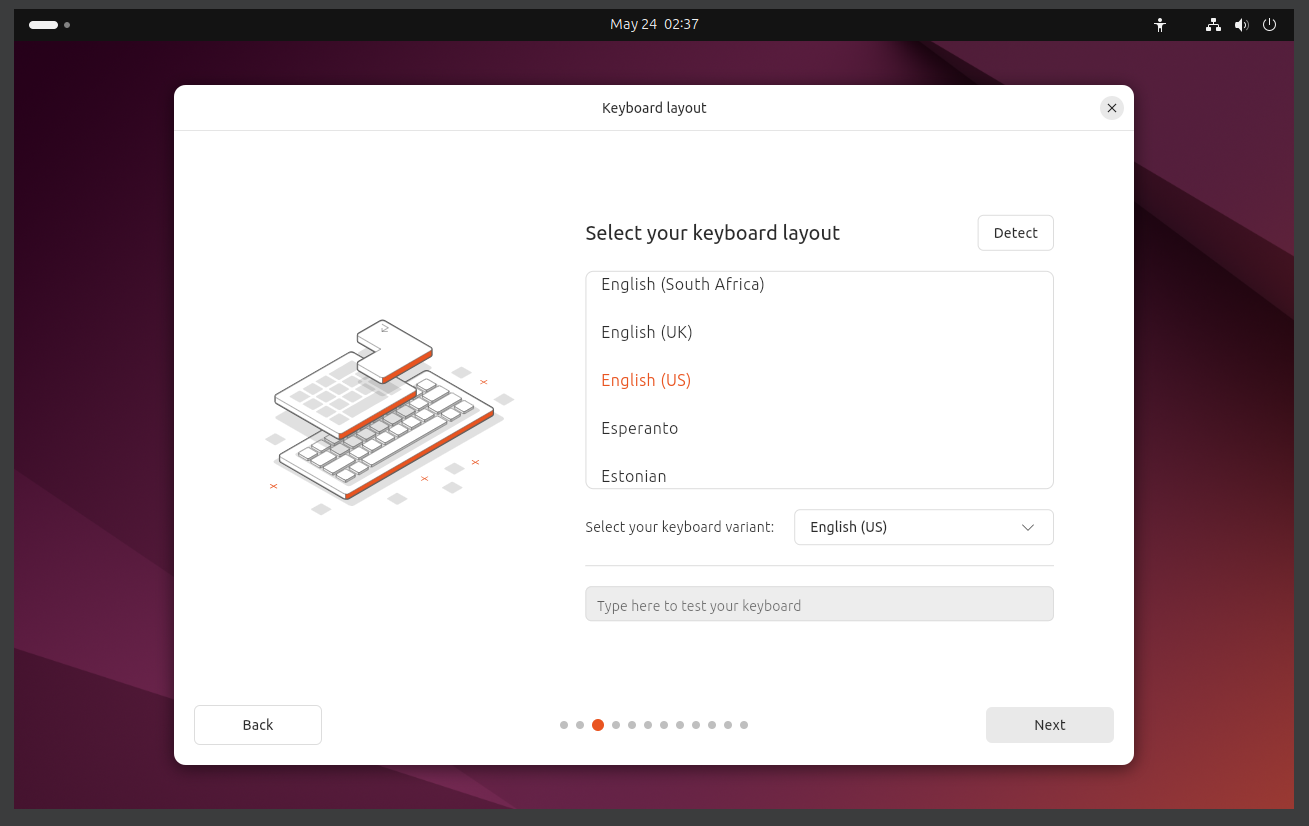 May 24 02:37
Keyboard layout
Select your keyboard layout
Detect
English (South Africa)
English (UK)
English (US)
Esperanto
Estonian
Select your keyboard variant:
English (US)
Type here to test your keyboard
Back
Next